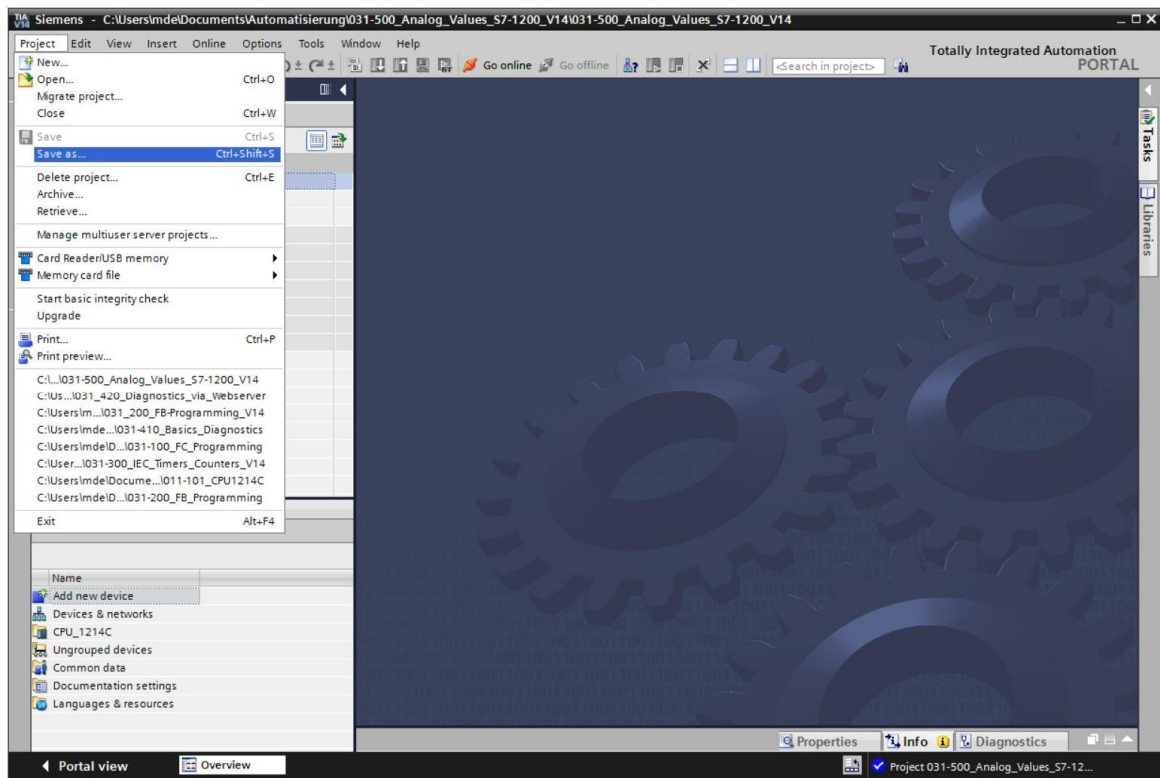 TIA V14 Siemens - C:\Users\mde\Documents\Automatisierung\031-500_Analog_Values_S7-1200_V14\031-500_Analog_Values_S7-1200_V14
Project Edit View Insert Online Options Tools Window Help
Totally Integrated Automation
PORTAL
Go online Go offline <Search in project>
New...
Open... Ctrl+O
Migrate project...
Close Ctrl+W
Save Ctrl+S
Save as... Ctrl+Shift+S
Delete project... Ctrl+E
Archive...
Retrieve...
Manage multiuser server projects...
Card Reader/USB memory
Memory card file
Start basic integrity check
Upgrade
Print... Ctrl+P
Print preview...
C:\...\031-500_Analog_Values_S7-1200_V14
C:\Us...\031_420_Diagnostics_via_Webserver
C:\Users\m...\031_200_FB-Programming_V14
C:\Users\mde...\031-410_Basics_Diagnostics
C:\Users\mde\D...\031-100_FC_Programming
C:\User...\031-300_IEC_Timers_Counters_V14
C:\Users\mde\Docume...\011-101_CPU1214C
C:\Users\mde\D...\031-200_FB_Programming
Exit Alt+F4
Tasks
Libraries
Name
Add new device
Devices & networks
CPU_1214C
Ungrouped devices
Common data
Documentation settings
Languages & resources
Properties Info Diagnostics
Portal view Overview Project 031-500_Analog_Values_S7-12...